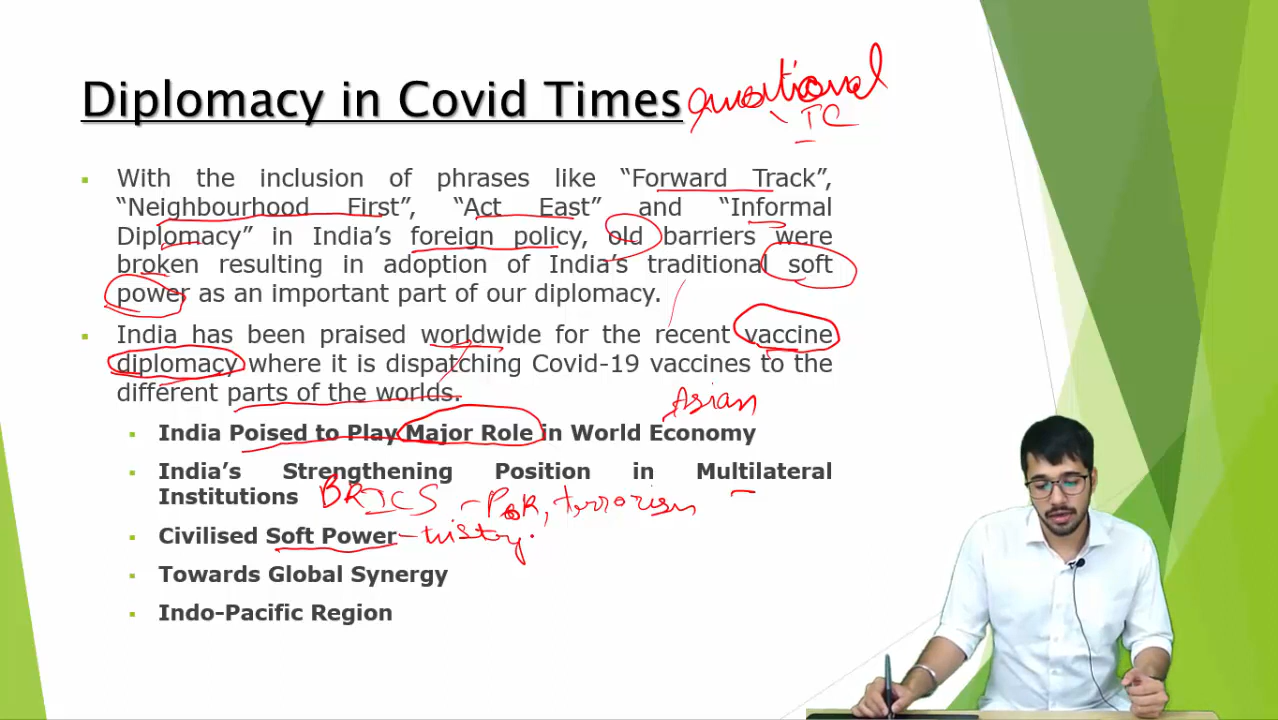 Diplomacy in Covid Times
IC
With the inclusion of phrases like “Forward Track”,
“Neighbourhood First”, “Act East” and “Informal
Diplomacy” in India’s foreign policy, old barriers were
broken resulting in adoption of India’s traditional soft
power as an important part of our diplomacy.
India has been praised worldwide for the recent vaccine
diplomacy where it is dispatching Covid-19 vaccines to the
different parts of the worlds.
Asian
India Poised to Play Major Role in World Economy
India’s Strengthening Position in Multilateral
Institutions BRICS - terrorism
Civilised Soft Power - history.
Towards Global Synergy
Indo-Pacific Region